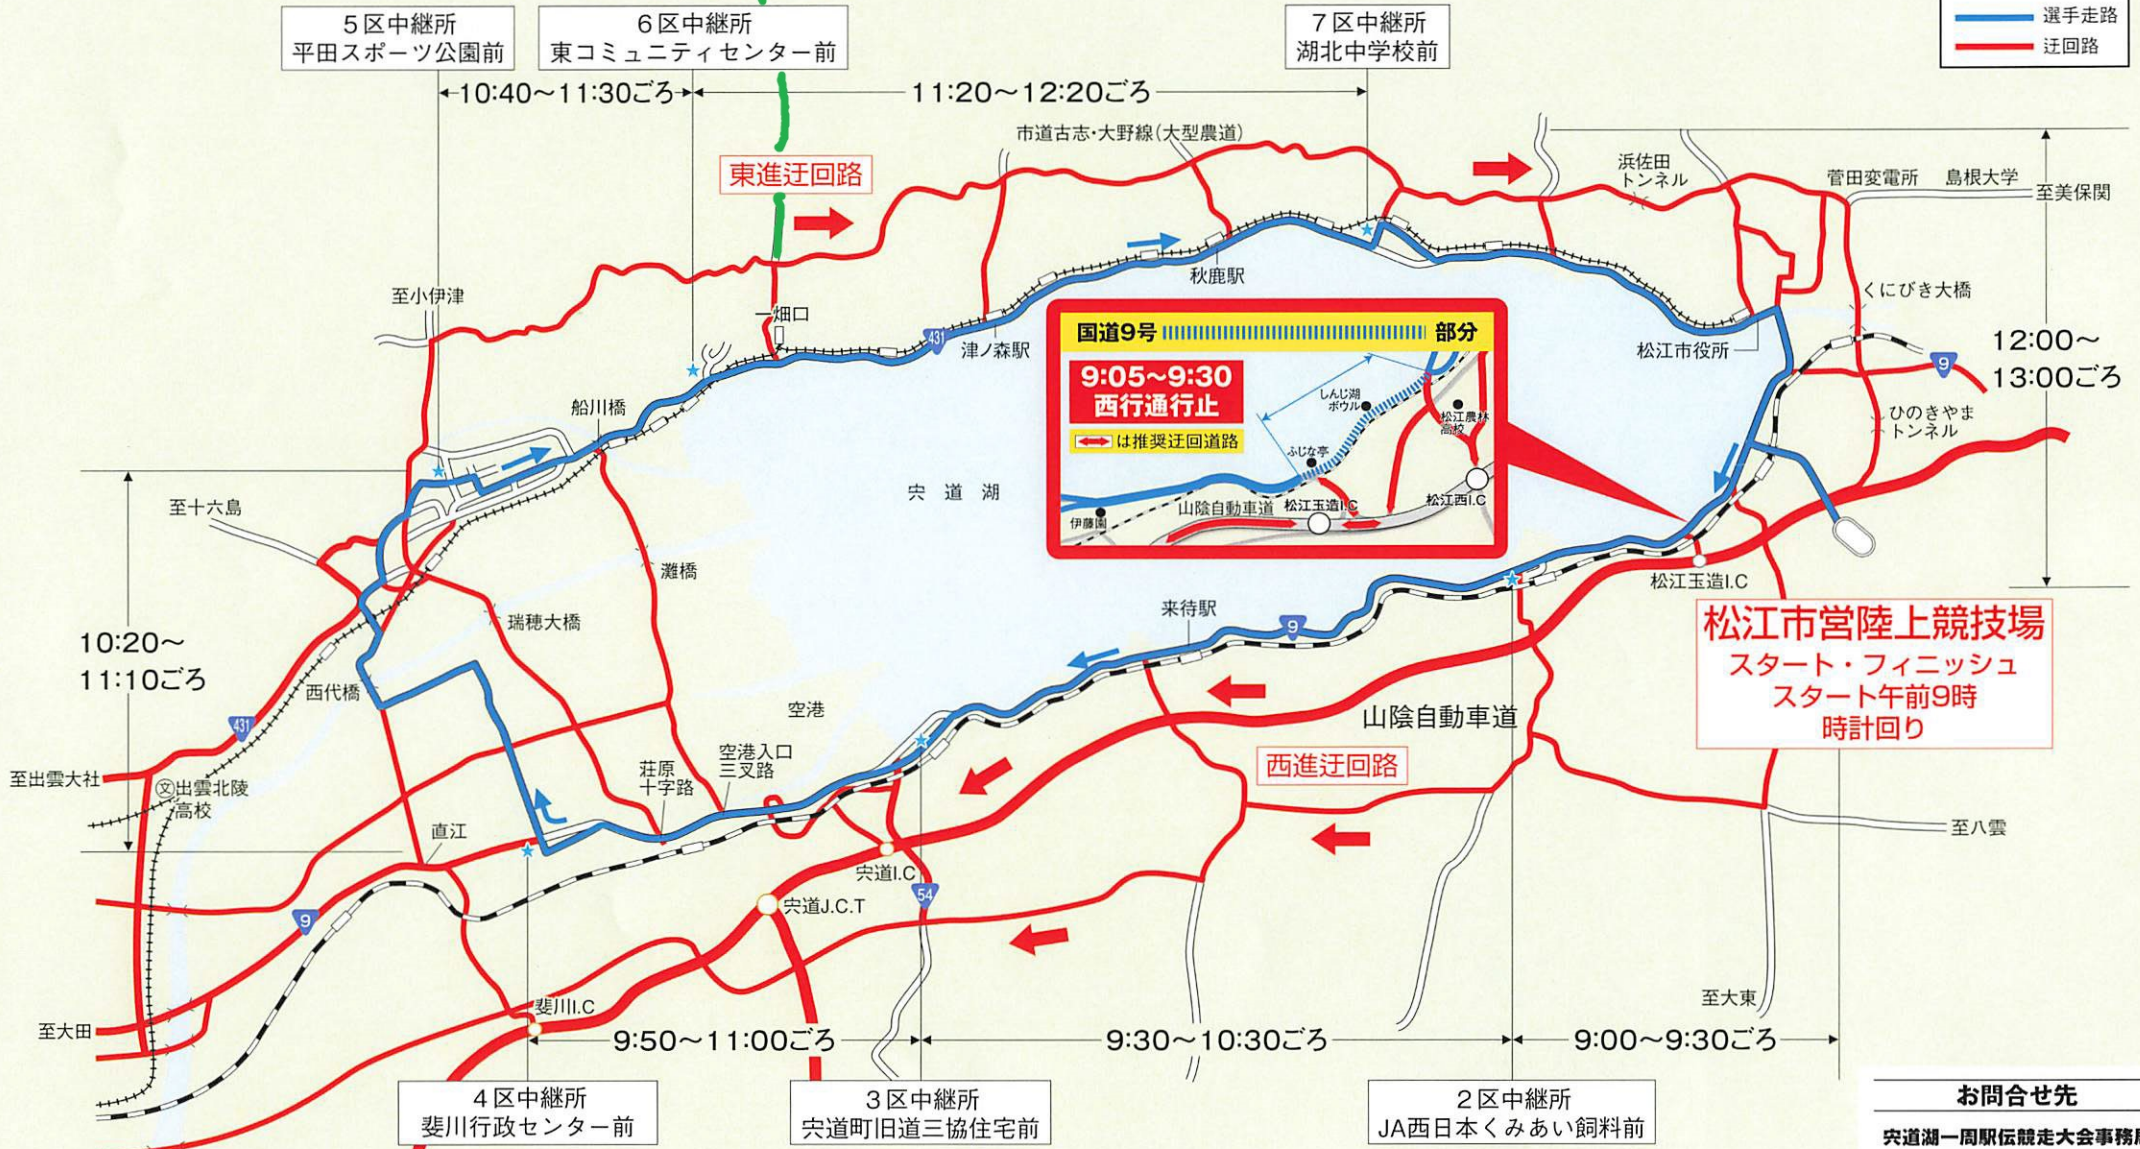 5区中継所
平田スポーツ公園前
6区中継所
東コミュニティセンター前
7区中継所
湖北中学校前
選手走路
迂回路
10:40〜11:30ごろ
11:20〜12:20ごろ
市道古志・大野線(大型農道)
東進迂回路
浜佐田
トンネル
菅田変電所
島根大学
至美保関
至小伊津
一畑口
431
津ノ森駅
秋鹿駅
くにびき大橋
松江市役所
12:00〜
13:00ごろ
9
ひのきやま
トンネル
国道9号
部分
9:05〜9:30
西行通行止
は推奨迂回道路
しんじ湖
ボウル
松江農林
高校
ふじな亭
伊藤園
山陰自動車道
松江玉造I.C
松江西I.C
船川橋
宍道湖
至十六島
灘橋
瑞穂大橋
10:20〜
11:10ごろ
西代橋
431
来待駅
9
松江玉造I.C
松江市営陸上競技場
スタート・フィニッシュ
スタート午前9時
時計回り
空港
山陰自動車道
空港入口
三叉路
荘原
十字路
西進迂回路
至出雲大社
文
出雲北陵
高校
直江
至八雲
宍道I.C
54
宍道J.C.T
9
至大田
斐川I.C
至大東
9:50〜11:00ごろ
9:30〜10:30ごろ
9:00〜9:30ごろ
4区中継所
斐川行政センター前
3区中継所
宍道町旧道三協住宅前
2区中継所
JA西日本くみあい飼料前
お問合せ先
宍道湖一周駅伝競走大会事務局